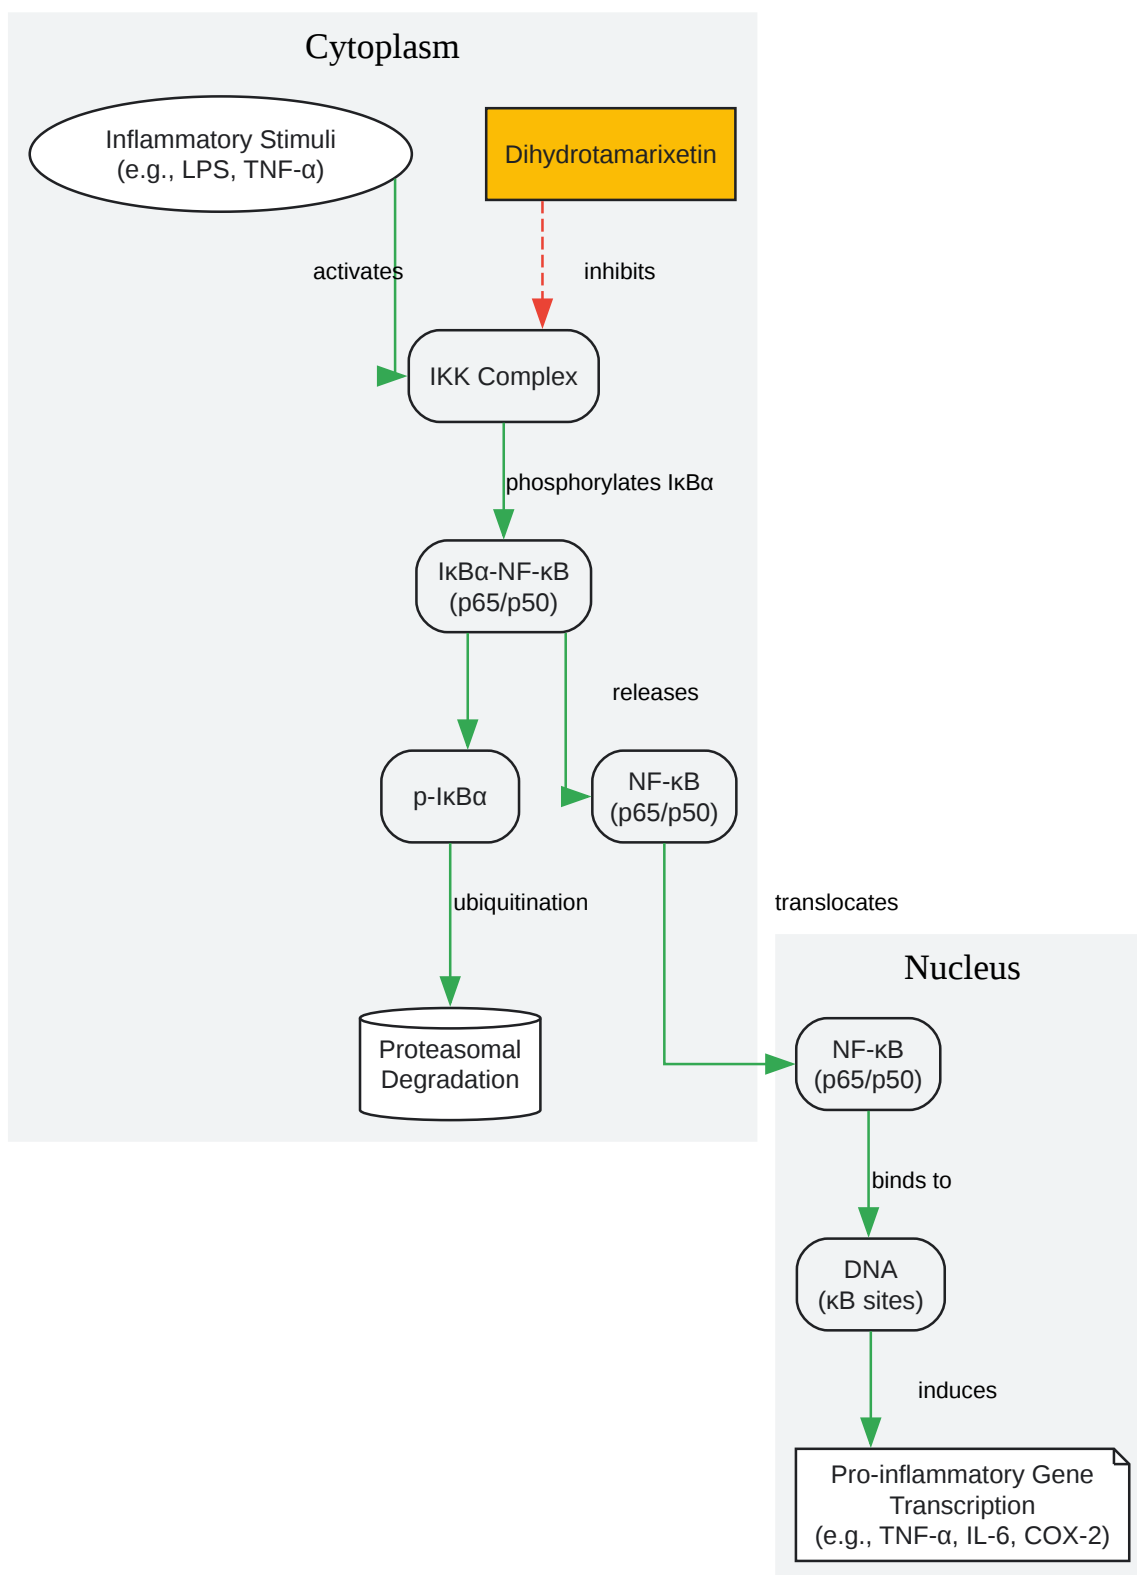 Cytoplasm
Inflammatory Stimuli
(e.g., LPS, TNF-α)
Dihydrotamarixetin
activates
inhibits
IKK Complex
phosphorylates IκBα
IκBα-NF-κB
(p65/p50)
releases
p-IκBα
NF-κB
(p65/p50)
ubiquitination
translocates
Proteasomal
Degradation
Nucleus
NF-κB
(p65/p50)
binds to
DNA
(κB sites)
induces
Pro-inflammatory Gene
Transcription
(e.g., TNF-α, IL-6, COX-2)